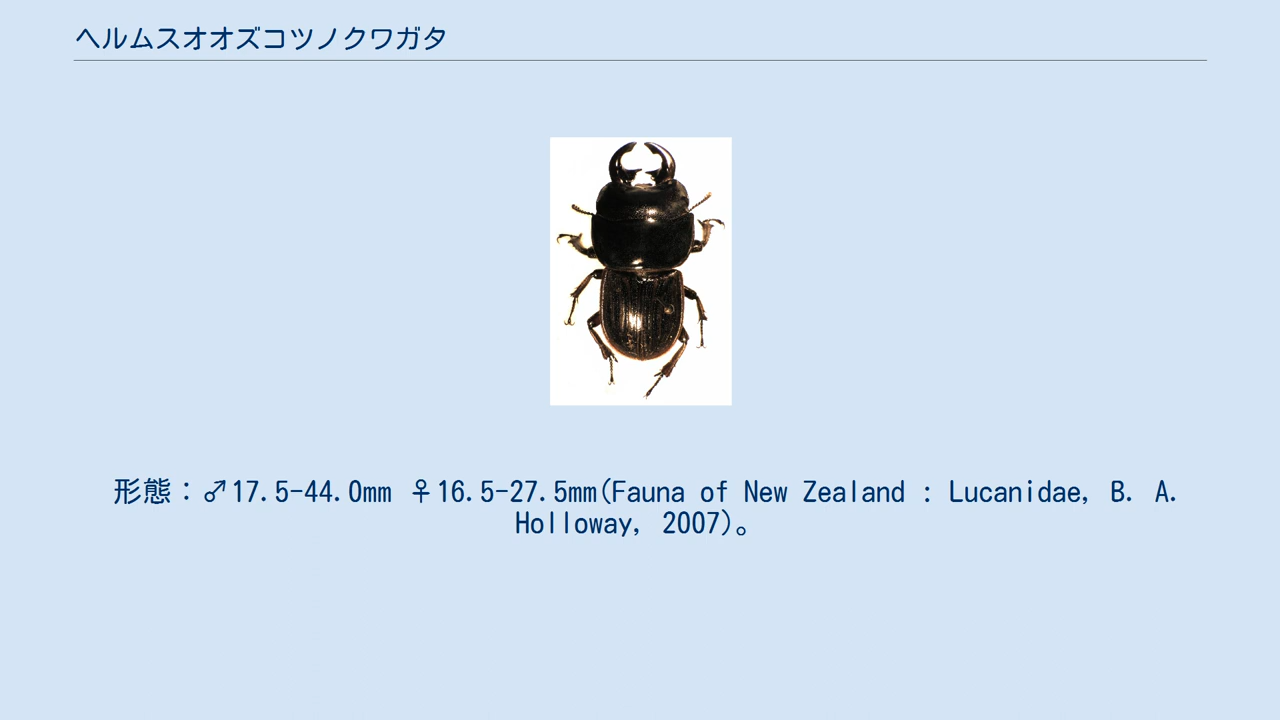 ヘルムスオオズコツノクワガタ
形態：♂17.5-44.0mm ♀16.5-27.5mm(Fauna of New Zealand : Lucanidae, B. A.
Holloway, 2007)。